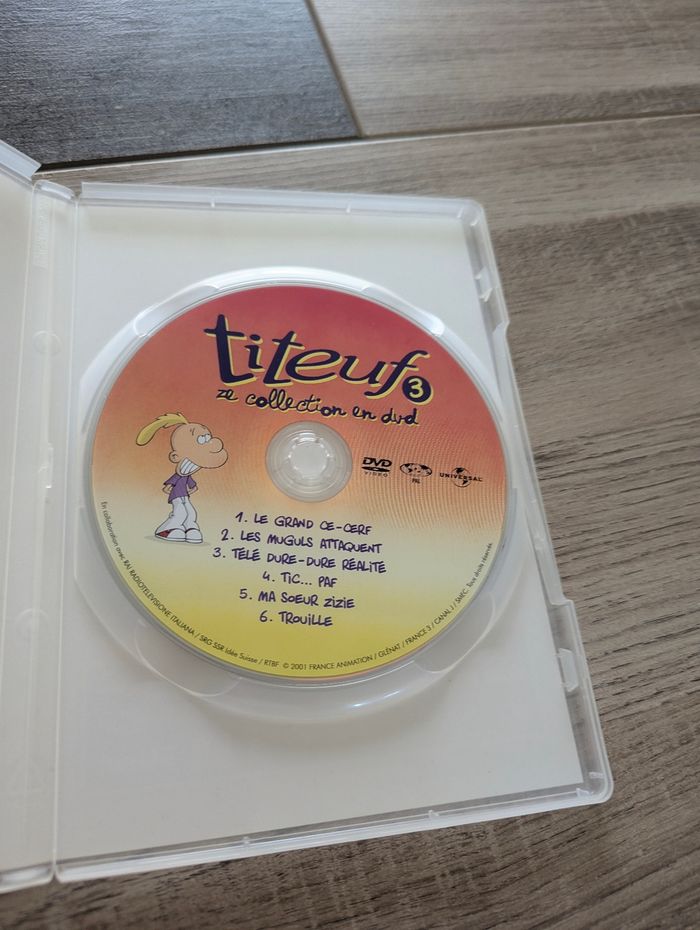 titeuf 3
ze collection en dvd
DVD
VIDEO
PAL
UNIVERSAL
1. LE GRAND CE-CERF
2. LES MUGULS ATTAQUENT
3. TÉLÉ DURE-DURE RÉALITÉ
4. TIC... PAF
5. MA SOEUR ZIZIE
6. TROUILLE
En collaboration avec RAI RADIOTELEVISIONE ITALIANA / SRG SSR Idée Suisse / RTBF © 2001 FRANCE ANIMATION / GLÉNAT / FRANCE 3 / CANAL J / SMEC. Tous droits réservés.